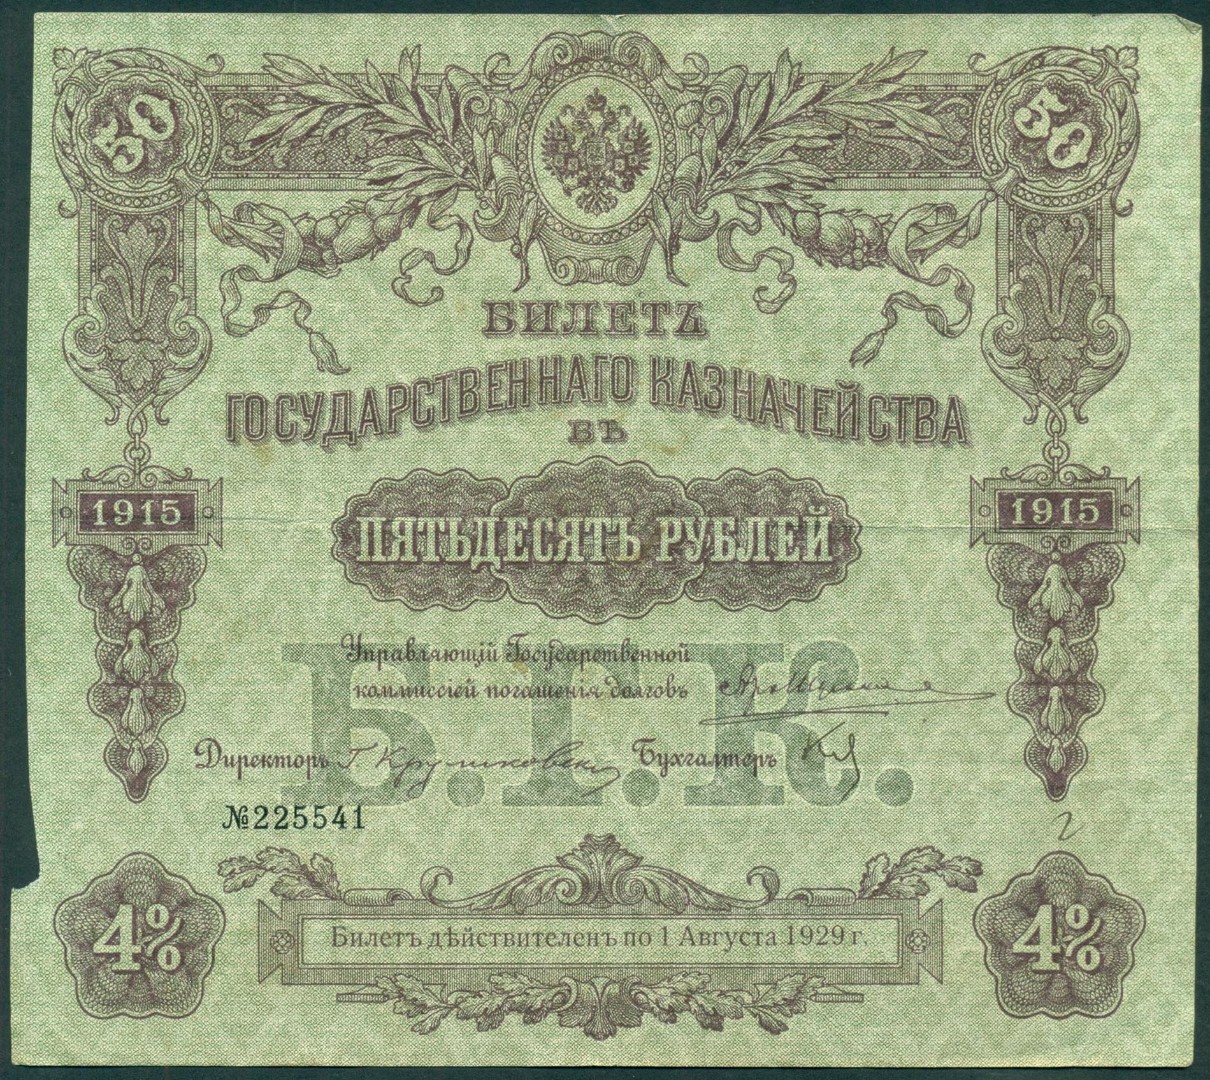 50 50
БИЛЕТЪ
ГОСУДАРСТВЕННАГО КАЗНАЧЕЙСТВА
ВЪ
1915 1915
ПЯТЬДЕСЯТЪ РУБЛЕЙ
Б.Г.К.
Управляющій Государственной
коммиссіей погашенія долговъ
Директоръ Бухгалтеръ
№225541
4% 4%
Билетъ дѣйствителенъ по 1 Августа 1929 г.